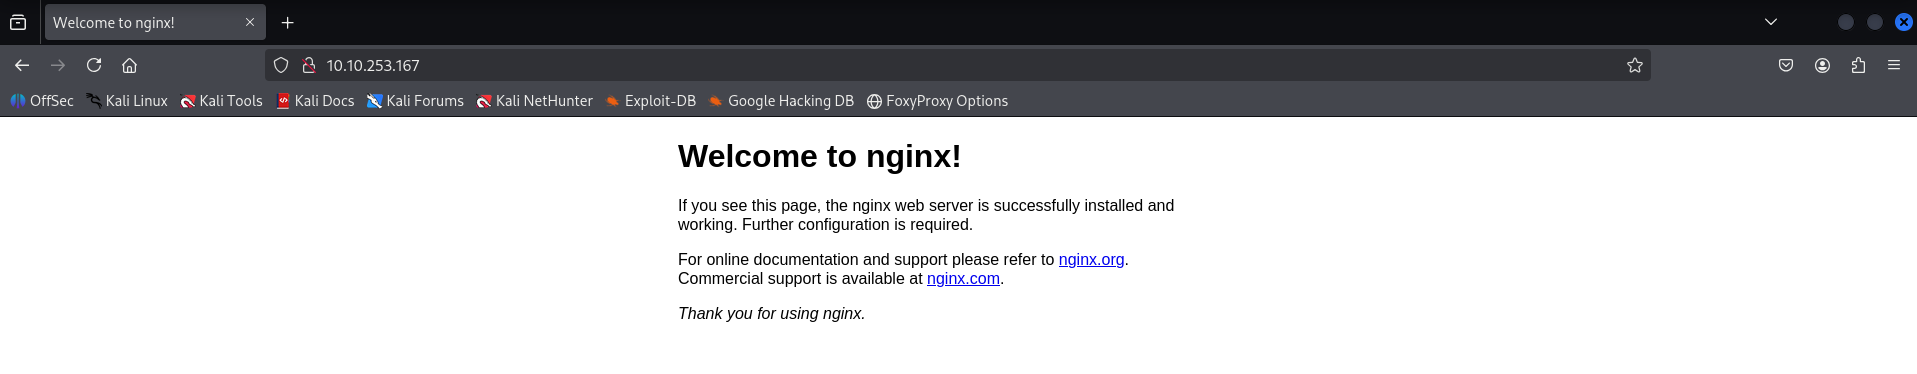 Welcome to nginx!
10.10.253.167
OffSec Kali Linux Kali Tools Kali Docs Kali Forums Kali NetHunter Exploit-DB Google Hacking DB FoxyProxy Options
Welcome to nginx!
If you see this page, the nginx web server is successfully installed and
working. Further configuration is required.
For online documentation and support please refer to nginx.org.
Commercial support is available at nginx.com.
Thank you for using nginx.